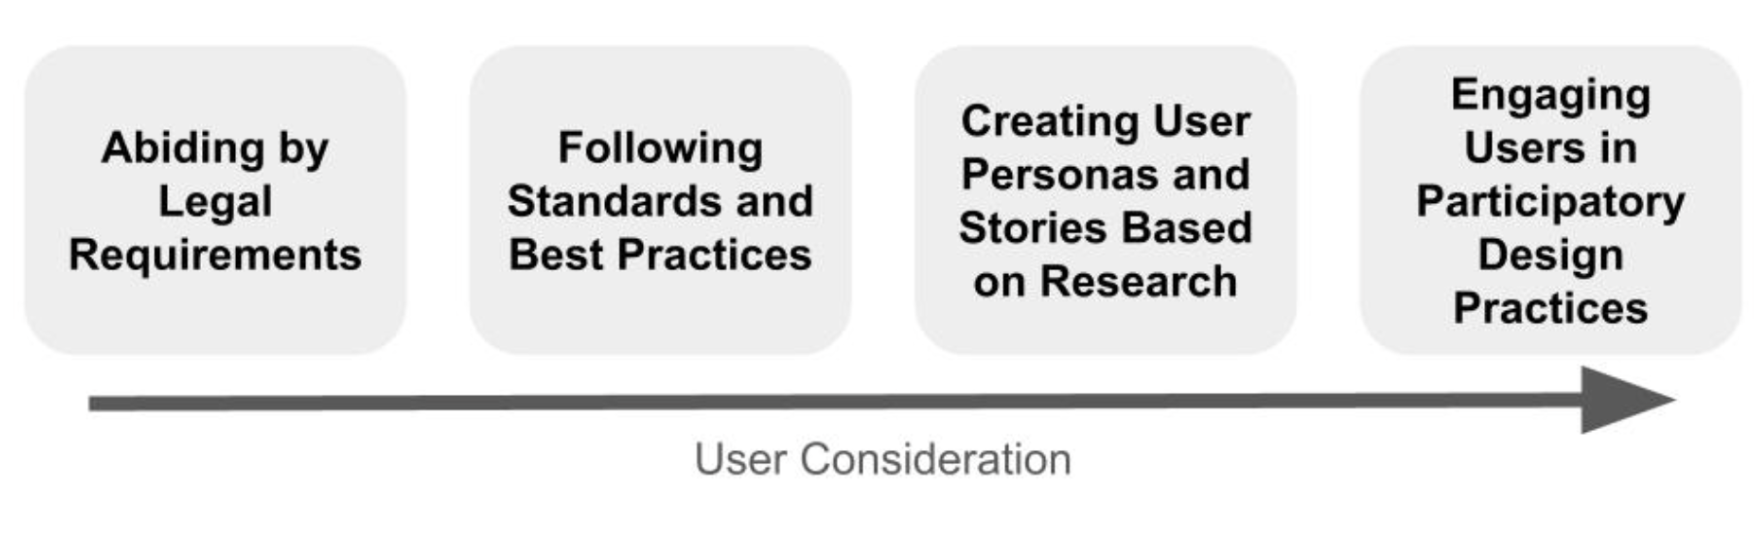 Abiding by
Legal
Requirements
Following
Standards and
Best Practices
Creating User
Personas and
Stories Based
on Research
Engaging
Users in
Participatory
Design
Practices
User Consideration